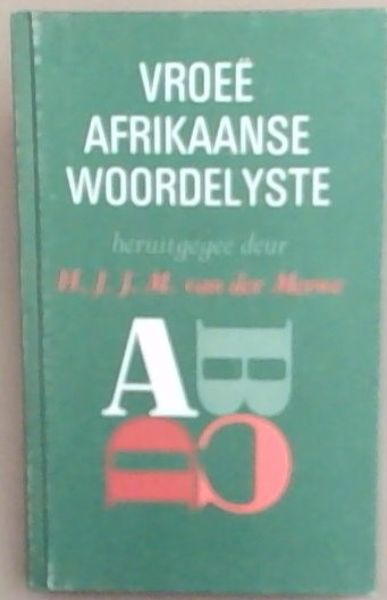 VROEË
AFRIKAANSE
WOORDELYSTE
heruitgegee deur
H. J. J. M. van der Merwe
A B
D C